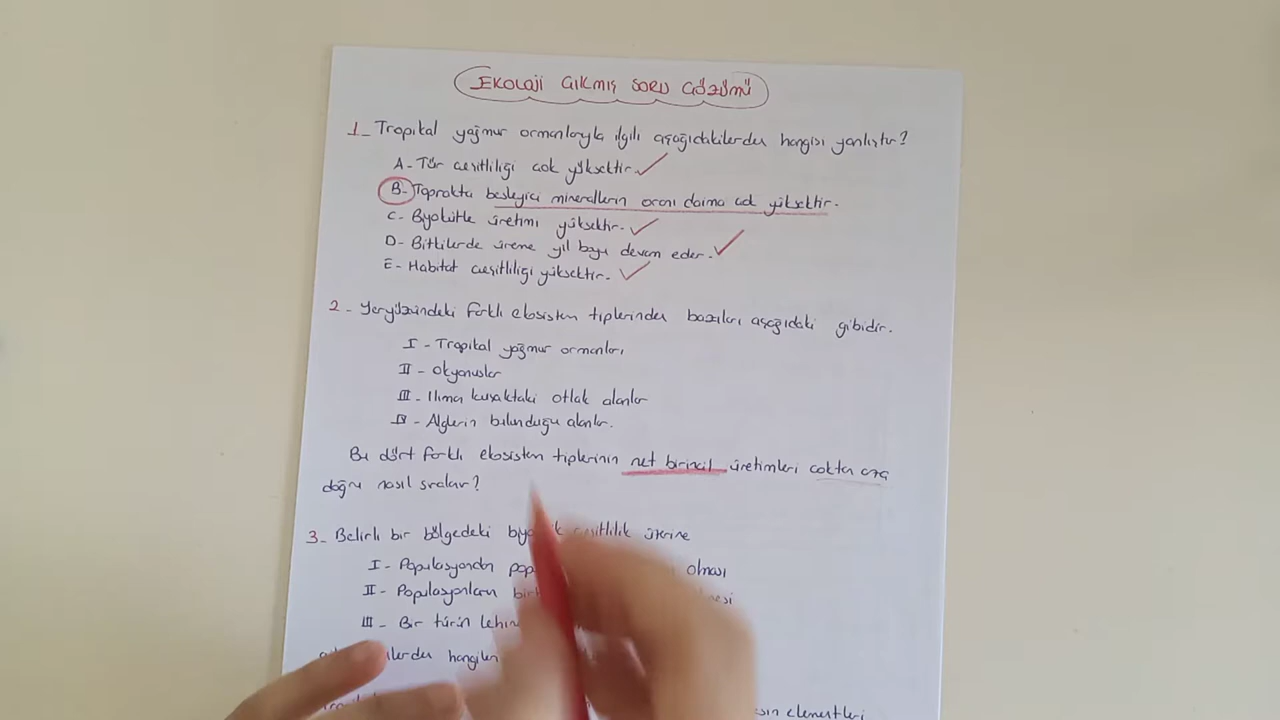 EKOLOJİ ÇIKMIŞ SORU ÇÖZÜMÜ
1- Tropikal yağmur ormanlarıyla ilgili aşağıdakilerden hangisi yanlıştır?
A- Tür çeşitliliği çok yüksektir.
B- Toprakta besleyici minerallerin oranı daima çok yüksektir.
C- Biyokütle üretimi yüksektir.
D- Bitkilerde üreme yıl boyu devam eder.
E- Habitat çeşitliliği yüksektir.
2- Yeryüzündeki farklı ekosistem tiplerinden bazıları aşağıdaki gibidir.
I- Tropikal yağmur ormanları
II- Okyanuslar
III- Ilıman kuşaktaki otlak alanlar
IV- Alglerin bulunduğu alanlar.
Bu dört farklı ekosistem tiplerinin net birincil üretimleri çoktan aza
doğru nasıl sıralanır?
3- Belirli bir bölgedeki çeşitlilik üzerine
I- Populasyondan olması
II- Populasyonların
III- Bir türün
hangileri
elementleri